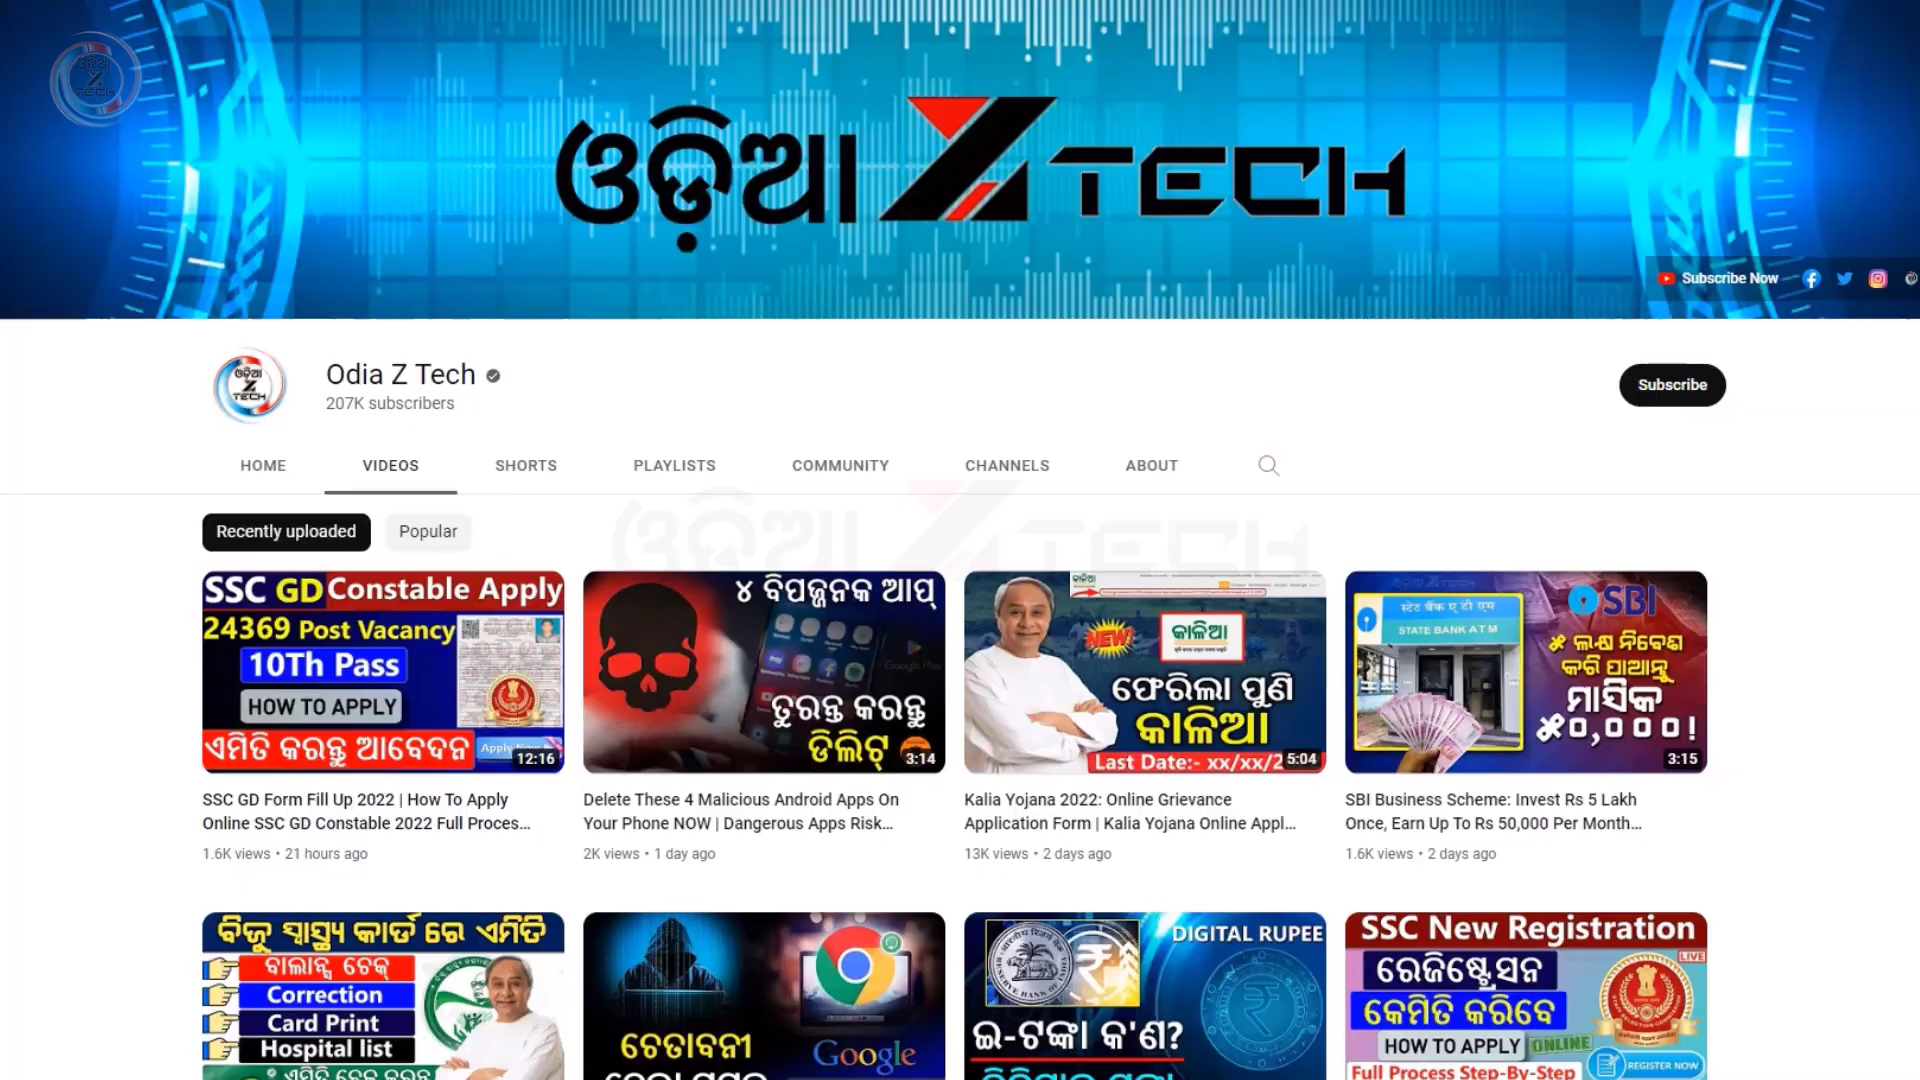 ଓଡ଼ିଆ Z TECH
Subscribe Now
Odia Z Tech
207K subscribers
Subscribe
HOME
VIDEOS
SHORTS
PLAYLISTS
COMMUNITY
CHANNELS
ABOUT
Recently uploaded
Popular
SSC GD Constable Apply
24369 Post Vacancy
10Th Pass
HOW TO APPLY
ଏମିତି କରନ୍ତୁ ଆବେଦନ
12:16
୪ ବିପଜ୍ଜନକ ଆପ୍
Google Play
ତୁରନ୍ତ କରନ୍ତୁ
ଡିଲିଟ୍
3:14
NEW!
କାଳିଆ
ଫେରିଲା ପୁଣି
କାଳିଆ
Last Date:- xx/xx/2
5:04
स्टेट बैंक ए टी एम
STATE BANK ATM
SBI
୫ ଲକ୍ଷ ନିବେଶ
କରି ପାଆନ୍ତୁ
ମାସିକ
୫୦,୦୦୦!
3:15
SSC GD Form Fill Up 2022 | How To Apply
Online SSC GD Constable 2022 Full Proces...
1.6K views • 21 hours ago
Delete These 4 Malicious Android Apps On
Your Phone NOW | Dangerous Apps Risk...
2K views • 1 day ago
Kalia Yojana 2022: Online Grievance
Application Form | Kalia Yojana Online Appl...
13K views • 2 days ago
SBI Business Scheme: Invest Rs 5 Lakh
Once, Earn Up To Rs 50,000 Per Month...
1.6K views • 2 days ago
ବିଜୁ ସ୍ୱାସ୍ଥ୍ୟ କାର୍ଡ ରେ ଏମିତି
ବାଲାନ୍ସ ଚେକ୍
Correction
Card Print
Hospital list
ଏମିତି ଚେକ୍ କରନ୍ତୁ
ଚେତାବନୀ
Google
DIGITAL RUPEE
ଇ-ଟଙ୍କା କ'ଣ?
SSC New Registration
LIVE
ରେଜିଷ୍ଟ୍ରେସନ
କେମିତି କରିବେ
HOW TO APPLY
ONLINE
Full Process Step-By-Step
REGISTER NOW